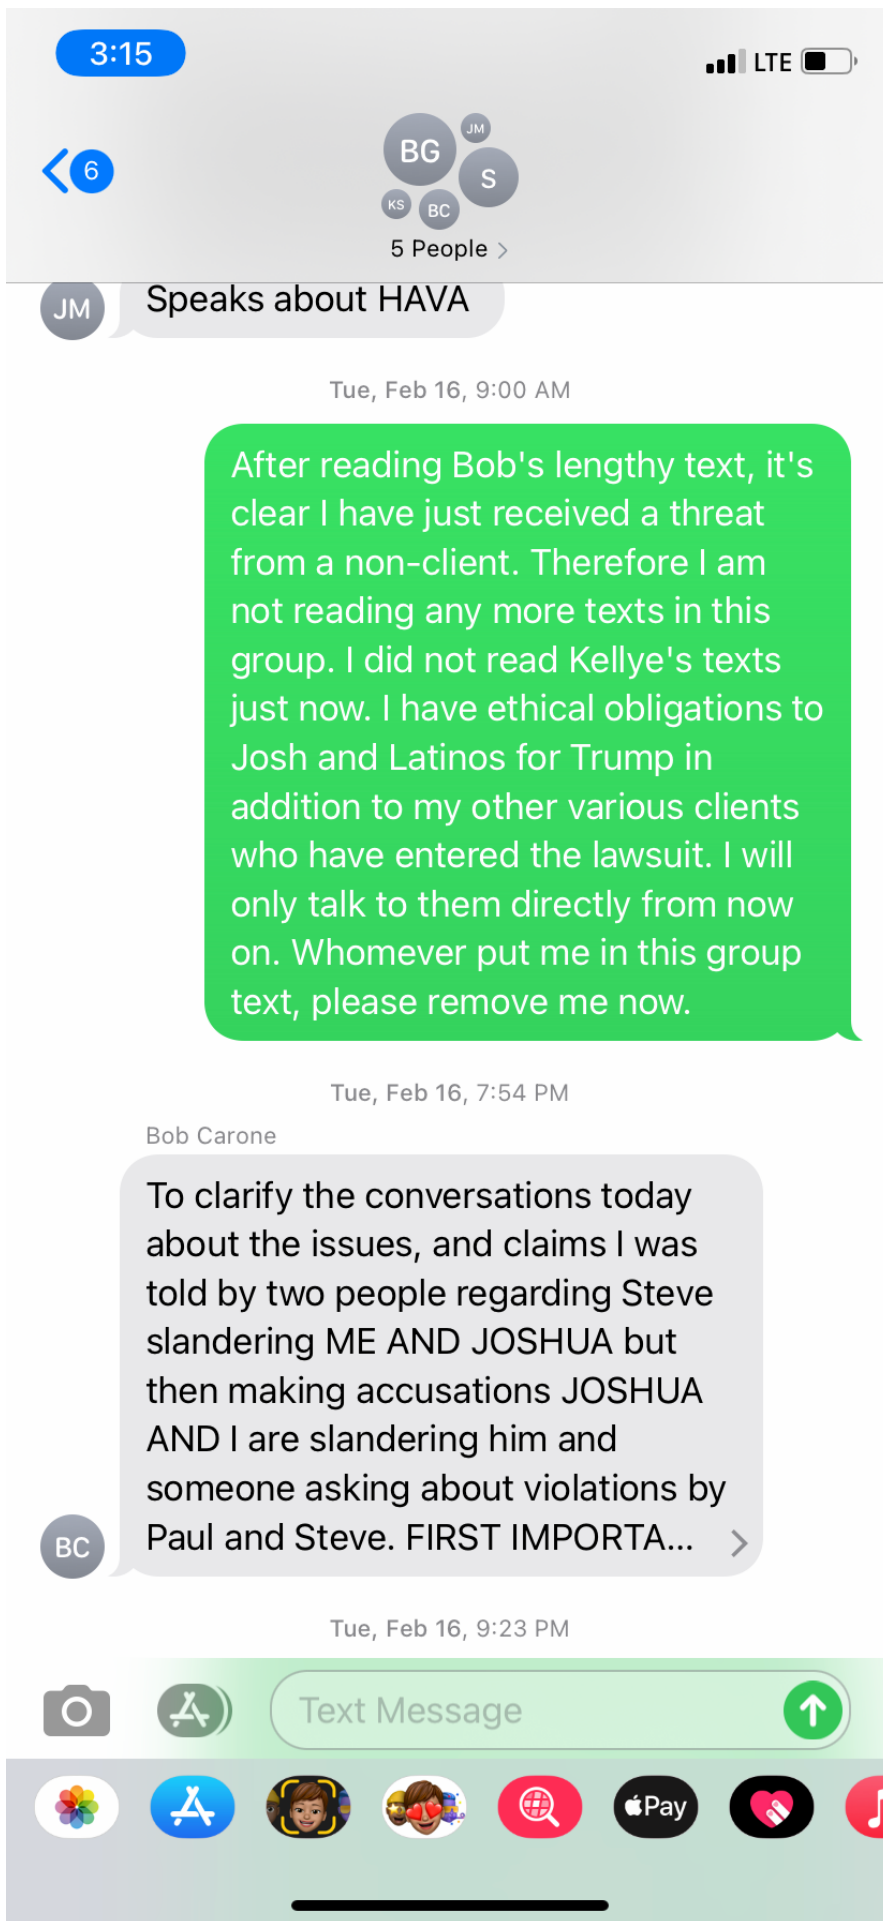 3:15
LTE
6
BG
JM
S
KS
BC
5 People
JM
Speaks about HAVA
Tue, Feb 16, 9:00 AM
After reading Bob's lengthy text, it's
clear I have just received a threat
from a non-client. Therefore I am
not reading any more texts in this
group. I did not read Kellye's texts
just now. I have ethical obligations to
Josh and Latinos for Trump in
addition to my other various clients
who have entered the lawsuit. I will
only talk to them directly from now
on. Whomever put me in this group
text, please remove me now.
Tue, Feb 16, 7:54 PM
Bob Carone
To clarify the conversations today
about the issues, and claims I was
told by two people regarding Steve
slandering ME AND JOSHUA but
then making accusations JOSHUA
AND I are slandering him and
someone asking about violations by
Paul and Steve. FIRST IMPORTA...
BC
Tue, Feb 16, 9:23 PM
Text Message
Pay